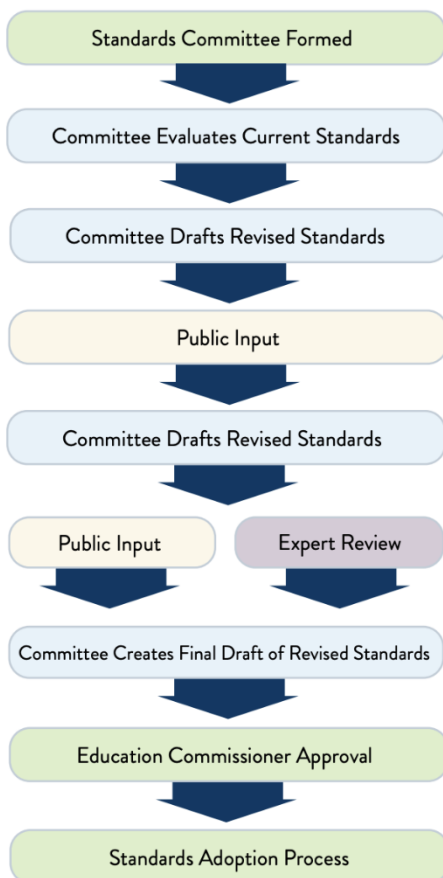 Standards Committee Formed
Committee Evaluates Current Standards
Committee Drafts Revised Standards
Public Input
Committee Drafts Revised Standards
Public Input
Expert Review
Committee Creates Final Draft of Revised Standards
Education Commissioner Approval
Standards Adoption Process